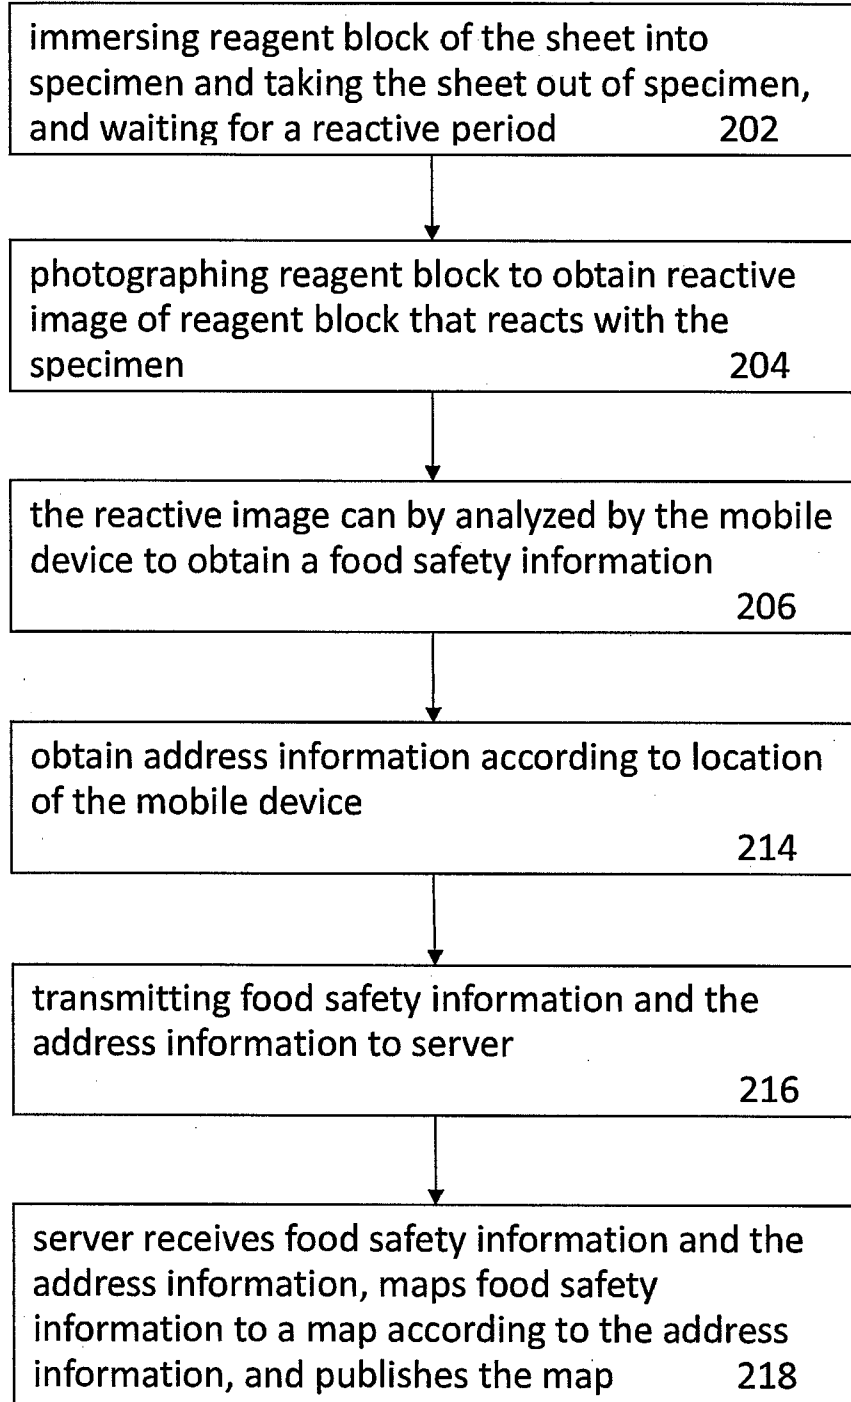 immersing reagent block of the sheet into
specimen and taking the sheet out of specimen,
and waiting for a reactive period 202
photographing reagent block to obtain reactive
image of reagent block that reacts with the
specimen 204
the reactive image can by analyzed by the mobile
device to obtain a food safety information
206
obtain address information according to location
of the mobile device
214
transmitting food safety information and the
address information to server
216
server receives food safety information and the
address information, maps food safety
information to a map according to the address
information, and publishes the map 218